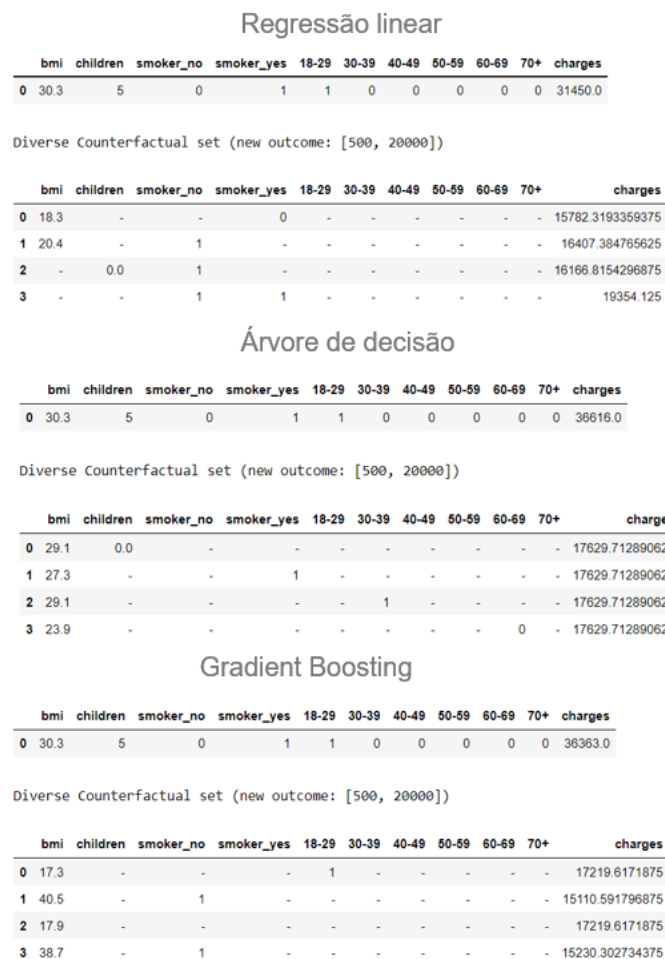 Regressão linear
bmi children smoker_no smoker_yes 18-29 30-39 40-49 50-59 60-69 70+ charges
0 30.3 5 0 1 1 0 0 0 0 0 31450.0
Diverse Counterfactual set (new outcome: [500, 20000])
bmi children smoker_no smoker_yes 18-29 30-39 40-49 50-59 60-69 70+ charges
0 18.3 - - 0 - - - - - - 15782.3193359375
1 20.4 - 1 - - - - - - - 16407.384765625
2 - 0.0 1 - - - - - - - 16166.8154296875
3 - - 1 1 - - - - - - 19354.125
Árvore de decisão
bmi children smoker_no smoker_yes 18-29 30-39 40-49 50-59 60-69 70+ charges
0 30.3 5 0 1 1 0 0 0 0 0 36616.0
Diverse Counterfactual set (new outcome: [500, 20000])
bmi children smoker_no smoker_yes 18-29 30-39 40-49 50-59 60-69 70+ charge
0 29.1 0.0 - - - - - - - - 17629.71289062
1 27.3 - - 1 - - - - - - 17629.71289062
2 29.1 - - - - 1 - - - - 17629.71289062
3 23.9 - - - - - - - 0 - 17629.71289062
Gradient Boosting
bmi children smoker_no smoker_yes 18-29 30-39 40-49 50-59 60-69 70+ charges
0 30.3 5 0 1 1 0 0 0 0 0 36363.0
Diverse Counterfactual set (new outcome: [500, 20000])
bmi children smoker_no smoker_yes 18-29 30-39 40-49 50-59 60-69 70+ charges
0 17.3 - - - 1 - - - - - 17219.6171875
1 40.5 - 1 - - - - - - - 15110.591796875
2 17.9 - - - - - - - - - 17219.6171875
3 38.7 - 1 - - - - - - - 15230.302734375